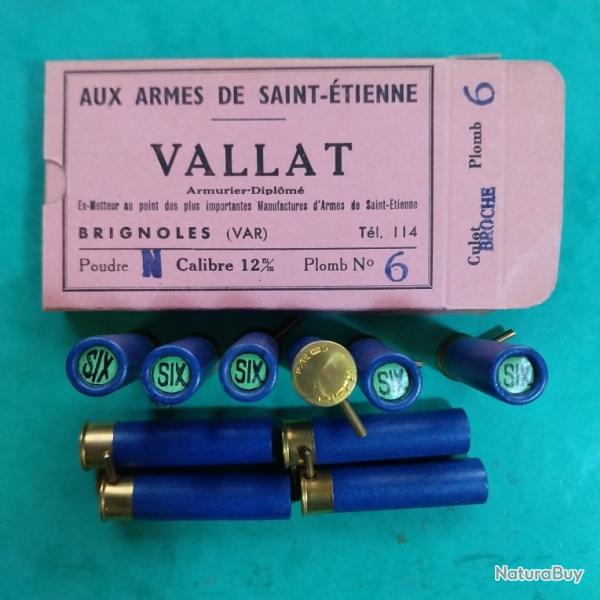 AUX ARMES DE SAINT-ÉTIENNE
VALLAT
Armurier-Diplômé
Ex-Metteur au point des plus importantes Manufactures d'Armes de Saint-Etienne
BRIGNOLES (VAR) Tél. 114
Poudre N Calibre 12 m/m Plomb No 6
Culot BROCHE Plomb 6
SIX
SIX
SIX
SIX
SIX
NaturaBuy